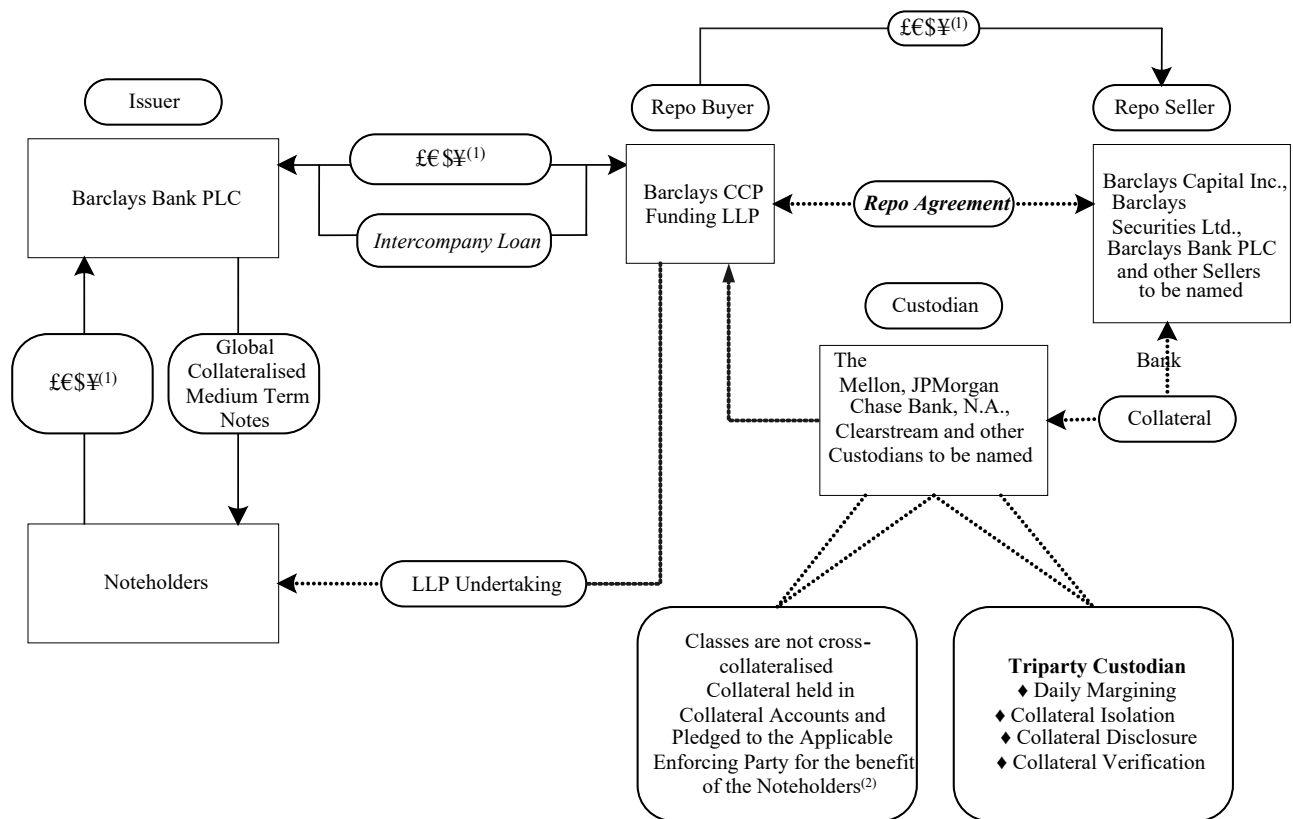 £€$¥(1)
Issuer
Repo Buyer
Repo Seller
£€$¥(1)
Barclays Bank PLC
Intercompany Loan
Barclays CCP
Funding LLP
Repo Agreement
Barclays Capital Inc.,
Barclays
Securities Ltd.,
Barclays Bank PLC
and other Sellers
to be named
Custodian
£€$¥(1)
Global
Collateralised
Medium Term
Notes
The
Bank
Mellon, JPMorgan
Chase Bank, N.A.,
Clearstream and other
Custodians to be named
Collateral
Noteholders
LLP Undertaking
Classes are not cross-
collateralised
Collateral held in
Collateral Accounts and
Pledged to the Applicable
Enforcing Party for the benefit
of the Noteholders(2)
Triparty Custodian
♦ Daily Margining
♦ Collateral Isolation
♦ Collateral Disclosure
♦ Collateral Verification